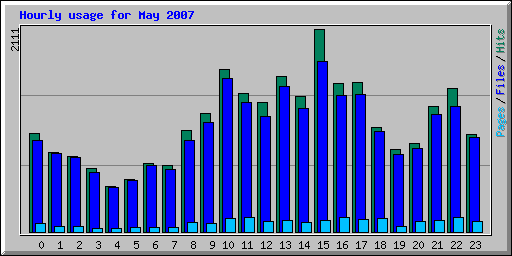 Hourly usage for May 2007
2111
Pages/Files/Hits
0 1 2 3 4 5 6 7 8 9 10 11 12 13 14 15 16 17 18 19 20 21 22 23